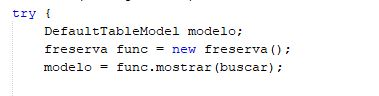 try {
DefaultTableModel modelo;
freserva func = new freserva();
modelo = func.mostrar(buscar);